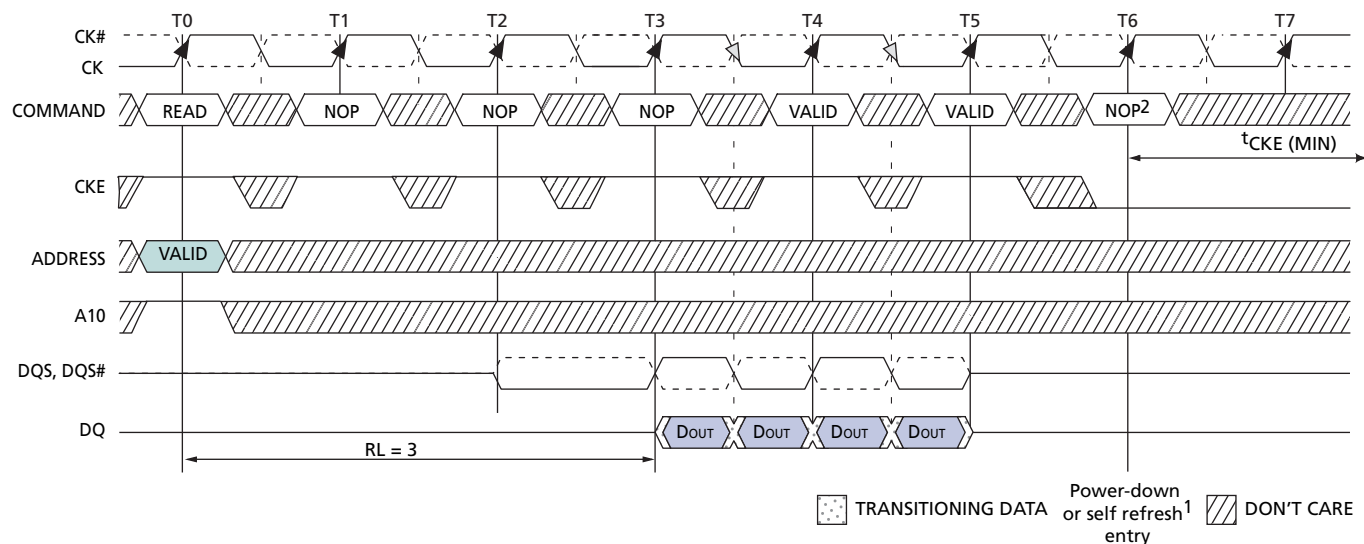 T0 T1 T2 T3 T4 T5 T6 T7
CK#
CK
COMMAND READ NOP NOP NOP VALID VALID NOP2
tCKE (MIN)
CKE
ADDRESS VALID
A10
DQS, DQS#
DQ DOUT DOUT DOUT DOUT
RL = 3
TRANSITIONING DATA
Power-down
or self refresh1
entry
DON'T CARE